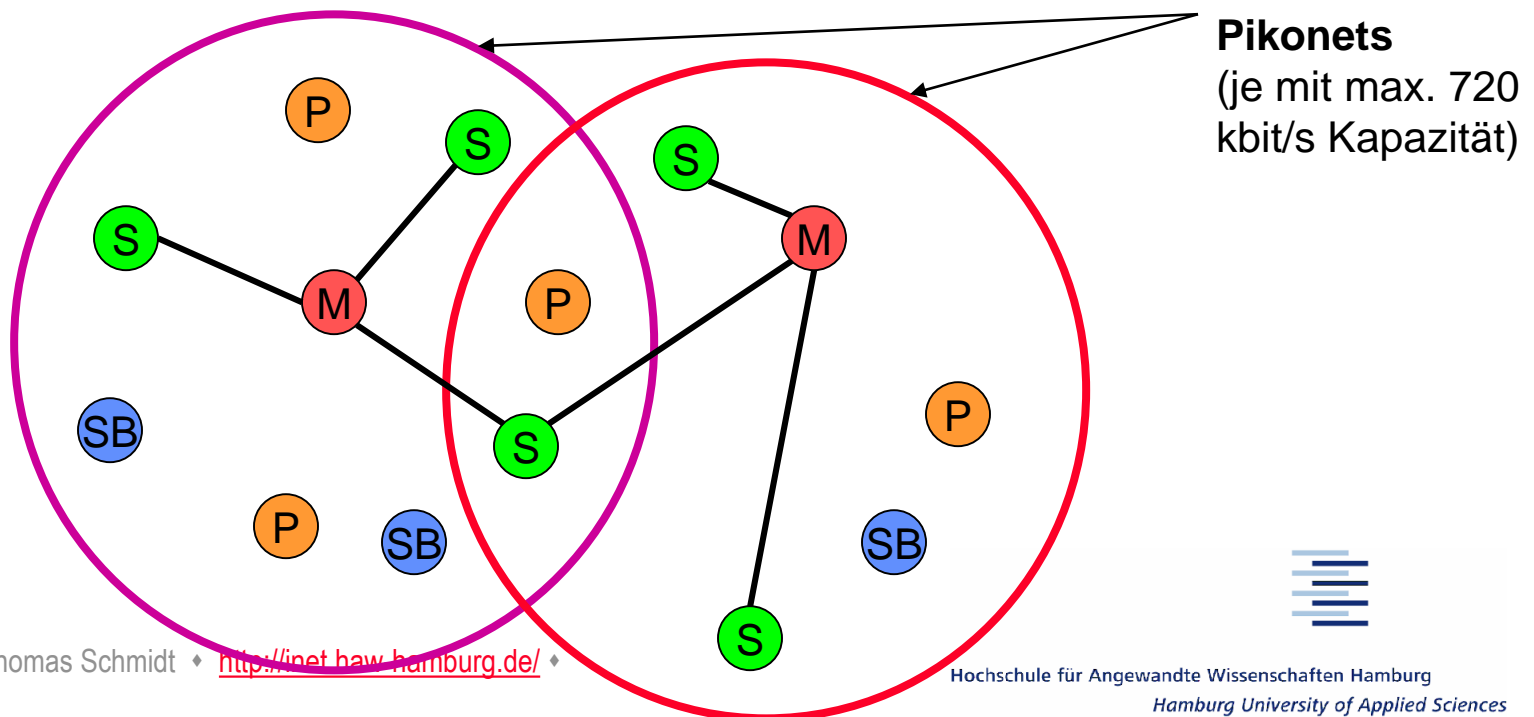 Pikonets
(je mit max. 720
kbit/s Kapazität)
P
S
S
S
M
M
P
P
SB
S
P
SB
SB
S
homas Schmidt • http://inet.haw-hamburg.de/ •
Hochschule für Angewandte Wissenschaften Hamburg
Hamburg University of Applied Sciences